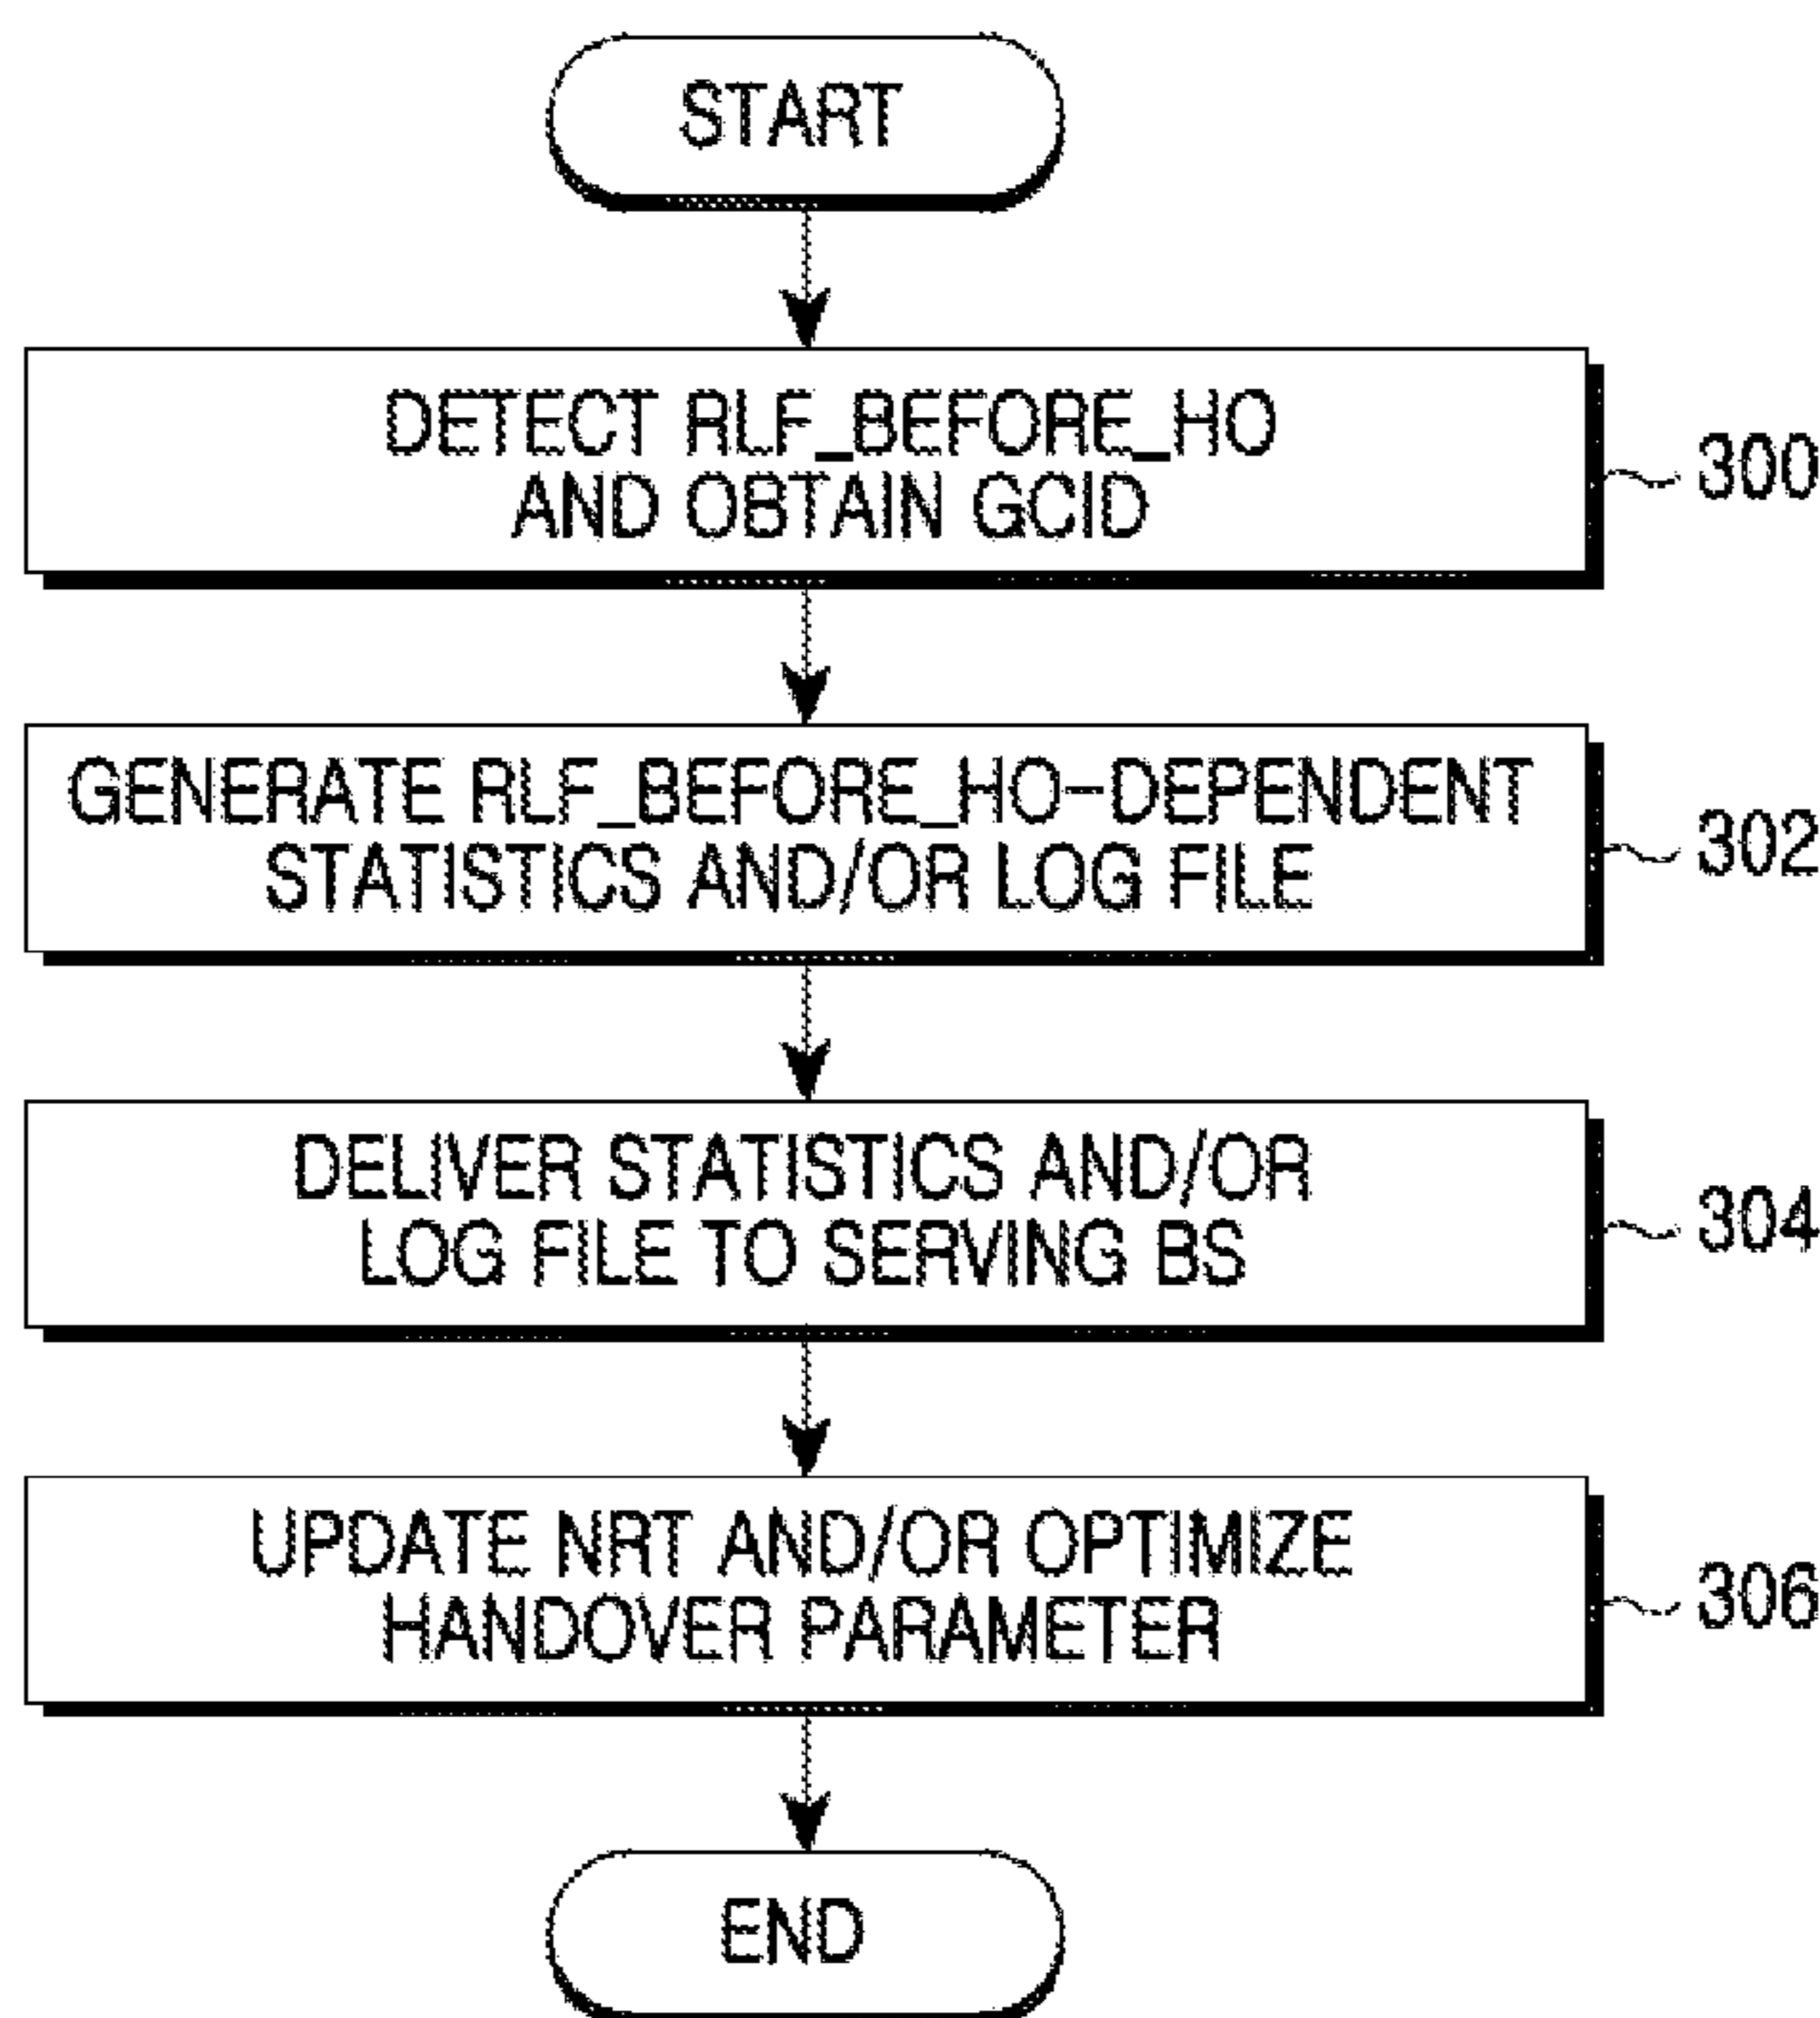 START
DETECT RLF_BEFORE_HO
AND OBTAIN GCID
300
GENERATE RLF_BEFORE_HO-DEPENDENT
STATISTICS AND/OR LOG FILE
302
DELIVER STATISTICS AND/OR
LOG FILE TO SERVING BS
304
UPDATE NRT AND/OR OPTIMIZE
HANDOVER PARAMETER
306
END